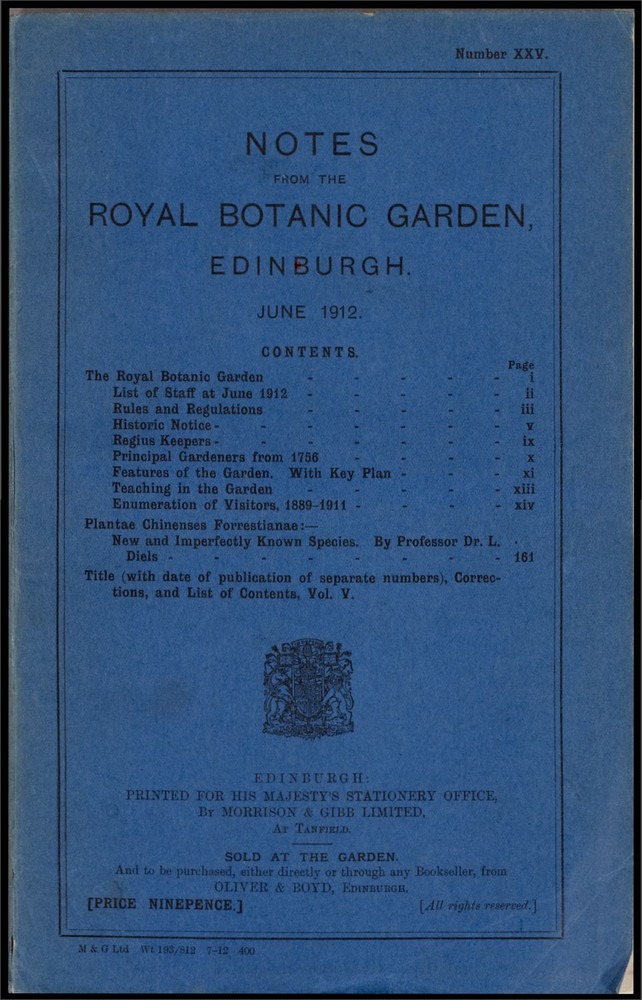 Number XXV.
NOTES
FROM THE
ROYAL BOTANIC GARDEN,
EDINBURGH.
JUNE 1912.
CONTENTS.
Page
The Royal Botanic Garden - - - - - i
List of Staff at June 1912 - - - - - ii
Rules and Regulations - - - - - iii
Historic Notice - - - - - - - v
Regius Keepers - - - - - - - ix
Principal Gardeners from 1756 - - - - x
Features of the Garden. With Key Plan - - - xi
Teaching in the Garden - - - - - xiii
Enumeration of Visitors, 1889-1911 - - - - xiv
Plantae Chinenses Forrestianae:—
New and Imperfectly Known Species. By Professor Dr. L.
Diels - - - - - - - - - 161
Title (with date of publication of separate numbers), Correc-
tions, and List of Contents, Vol. V.
EDINBURGH:
PRINTED FOR HIS MAJESTY'S STATIONERY OFFICE,
BY MORRISON & GIBB LIMITED,
AT TANFIELD.
SOLD AT THE GARDEN.
And to be purchased, either directly or through any Bookseller, from
OLIVER & BOYD, EDINBURGH.
[PRICE NINEPENCE.] [All rights reserved.]
M & G Ltd Wt 193/812 7-12 400